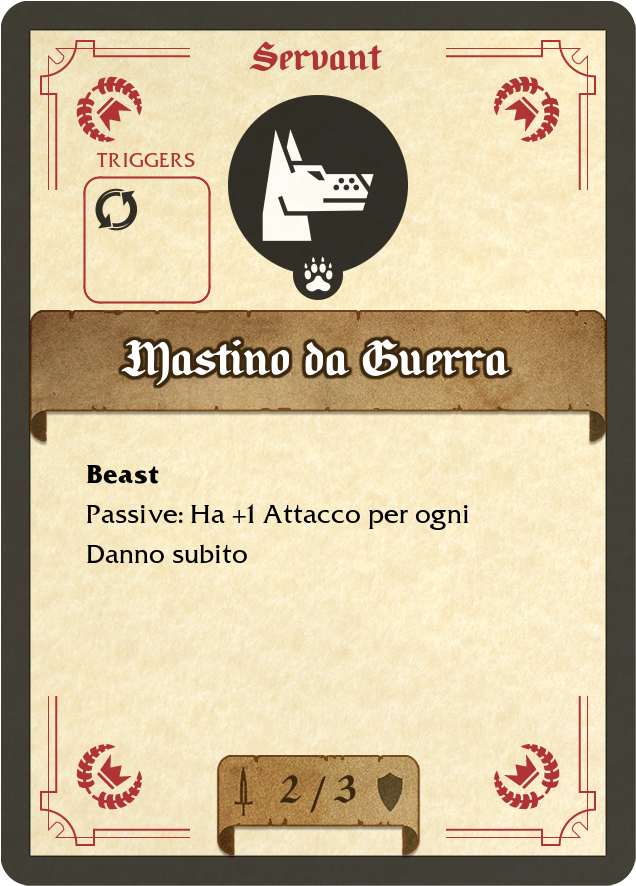 Servant
TRIGGERS
Mastino da Guerra
Beast
Passive: Ha +1 Attacco per ogni
Danno subito
2 / 3